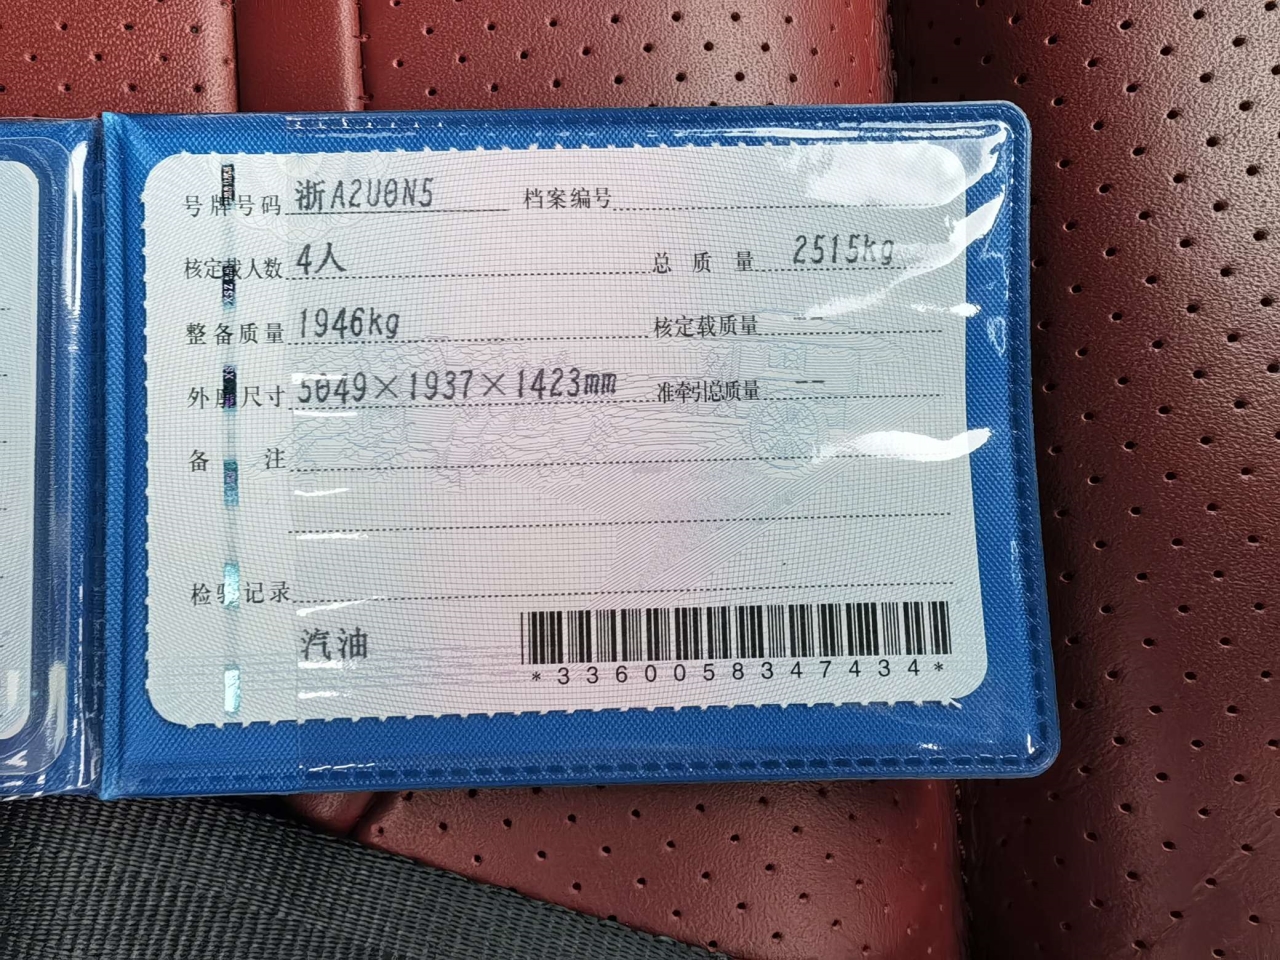 号牌号码 浙A2U0N5 档案编号
核定载人数 4人 总质量 2515kg
整备质量 1946kg 核定载质量 --
外廓尺寸 5049×1937×1423mm 准牵引总质量 --
备注
检验记录
汽油
*3360058347434*